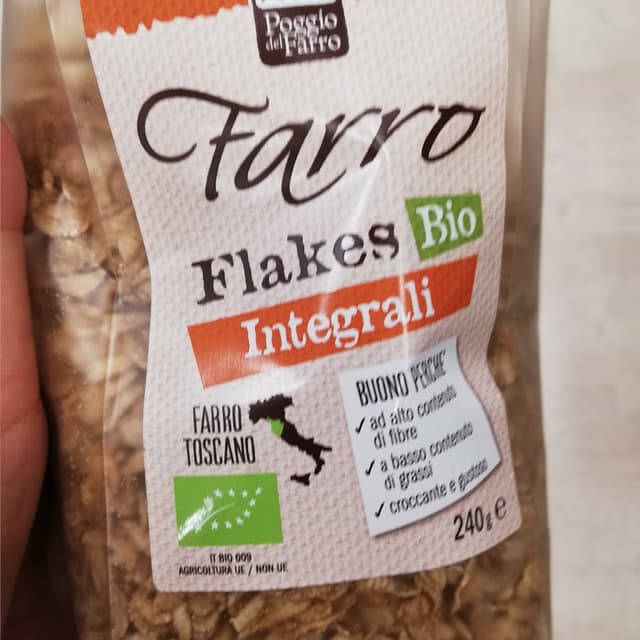 Poggio
del Farro
Farro
Flakes Bio
Integrali
BUONO PERCHE'
✓ ad alto contenuto
di fibre
✓ a basso contenuto
di grassi
✓ croccante e gustoso
FARRO
TOSCANO
IT BIO 009
AGRICOLTURA UE / NON UE
240g e